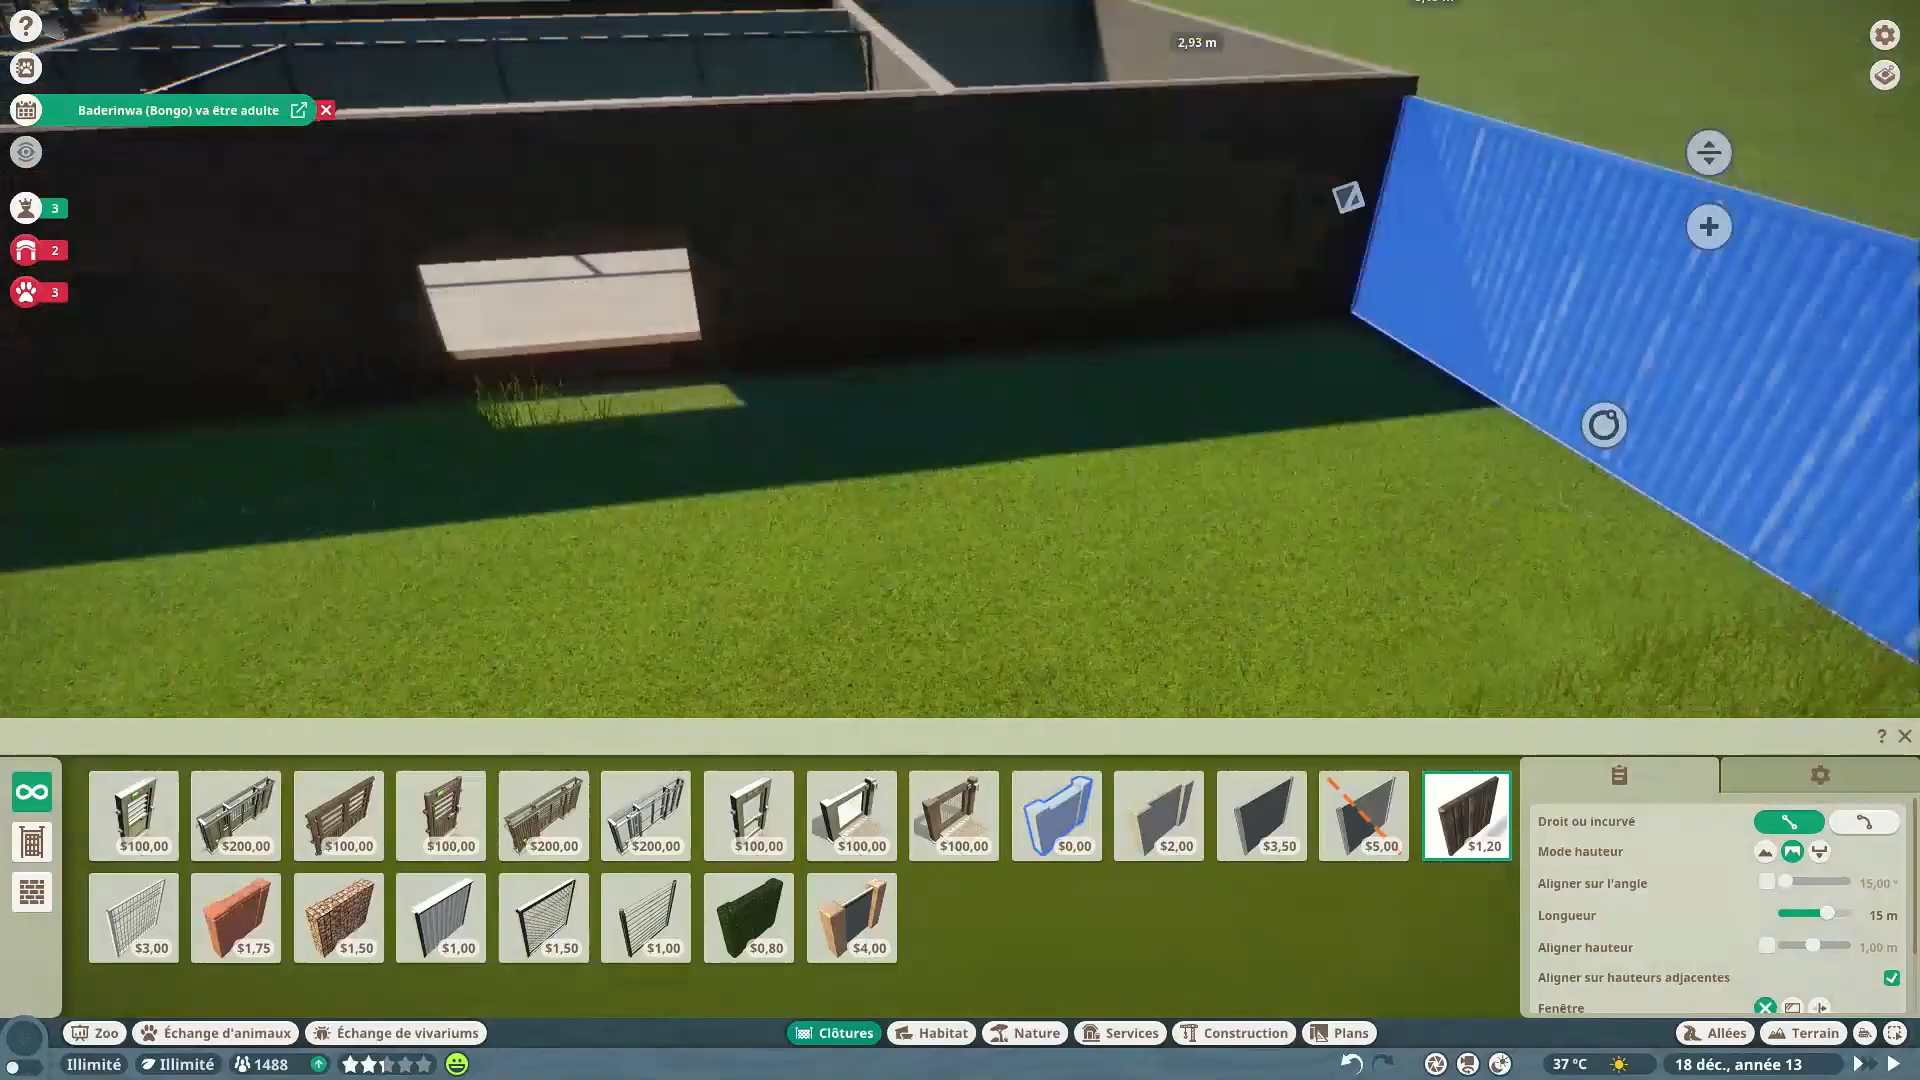 2,93 m
Baderinwa (Bongo) va être adulte
3
2
3
$100,00
$200,00
$100,00
$100,00
$200,00
$200,00
$100,00
$100,00
$100,00
$0,00
$2,00
$3,50
$5,00
$1,20
$3,00
$1,75
$1,50
$1,00
$1,50
$1,00
$0,80
$4,00
Droit ou incurvé
Mode hauteur
Aligner sur l'angle 15,00 °
Longueur 15 m
Aligner hauteur 1,00 m
Aligner sur hauteurs adjacentes
Fenêtre
Zoo
Échange d'animaux
Échange de vivariums
Clôtures
Habitat
Nature
Services
Construction
Plans
Allées
Terrain
Illimité
Illimité
1488
37 °C
18 déc., année 13